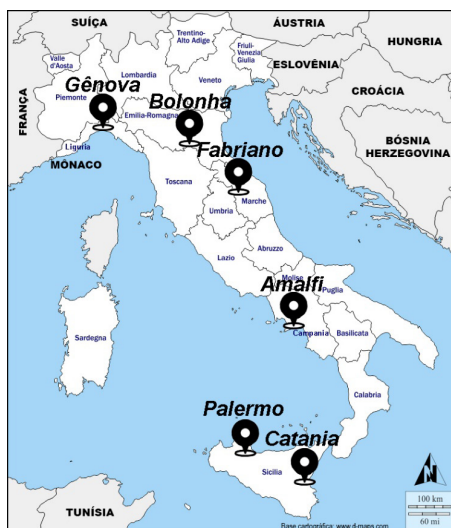 SUÍÇA
ÁUSTRIA
HUNGRIA
Trentino-
Alto Adige
Friuli-
Venezia
Giulia
ESLOVÊNIA
Valle
d'Aosta
Lombardia
Veneto
CROÁCIA
FRANÇA
Gênova
Piemonte
Bolonha
Emilia-Romagna
BÓSNIA
HERZEGOVINA
Liguria
MÔNACO
Fabriano
Toscana
Marche
Umbria
Abruzzo
Lazio
Molise
Amalfi
Puglia
Campania
Basilicata
Sardegna
Calabria
Palermo
Catania
Sicilia
N
100 km
60 mi
TUNÍSIA
Base cartográfica: www.d-maps.com